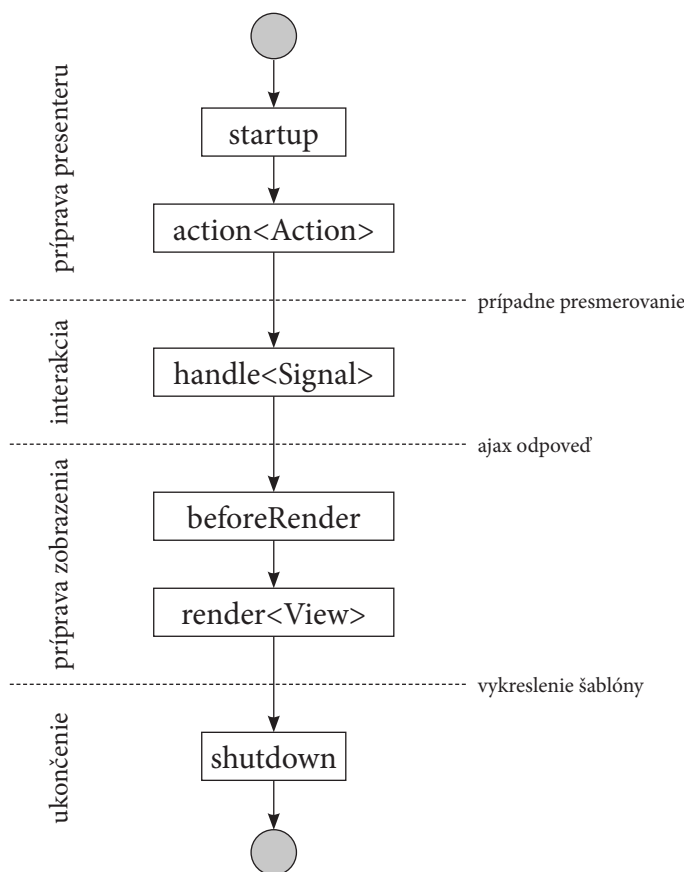 príprava presenteru
startup
action<Action>
prípadne presmerovanie
interakcia
handle<Signal>
ajax odpoveď
príprava zobrazenia
beforeRender
render<View>
vykreslenie šablóny
ukončenie
shutdown